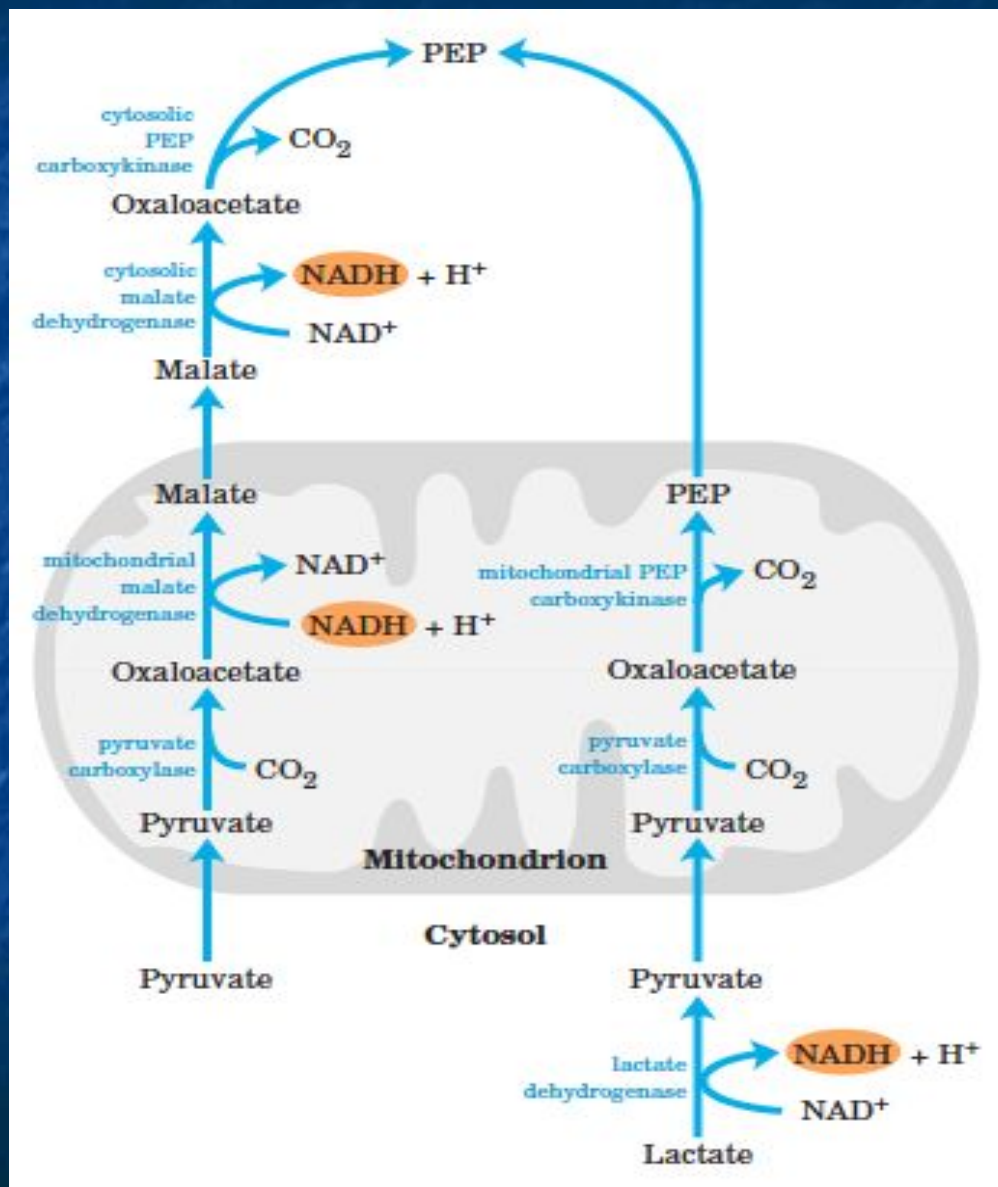 PEP
cytosolic
PEP
carboxykinase
CO₂
Oxaloacetate
cytosolic
malate
dehydrogenase
NADH + H⁺
NAD⁺
Malate
Malate
PEP
mitochondrial
malate
dehydrogenase
NAD⁺
NADH + H⁺
mitochondrial PEP
carboxykinase
CO₂
Oxaloacetate
Oxaloacetate
pyruvate
carboxylase
CO₂
pyruvate
carboxylase
CO₂
Pyruvate
Pyruvate
Mitochondrion
Cytosol
Pyruvate
Pyruvate
lactate
dehydrogenase
NADH + H⁺
NAD⁺
Lactate